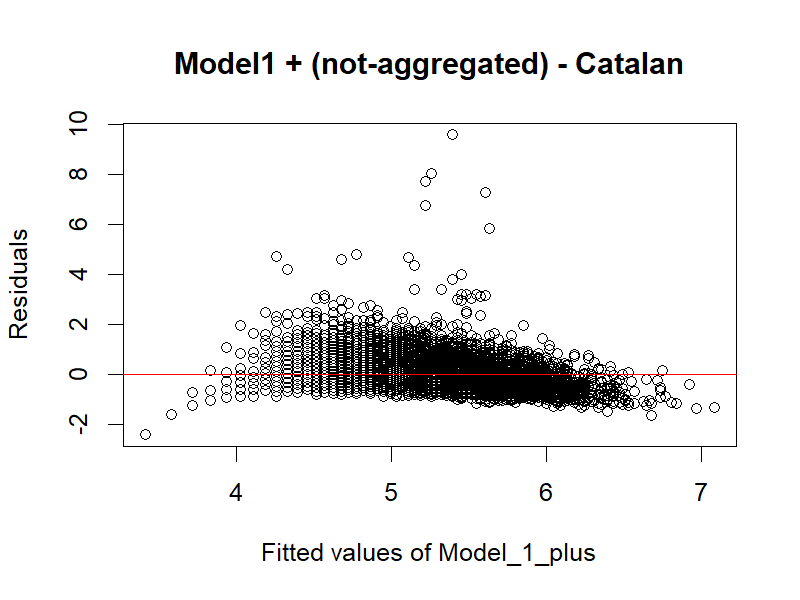 Model1 + (not-aggregated) - Catalan
10
8
6
4
2
0
-2
Residuals
4 5 6 7
Fitted values of Model_1_plus